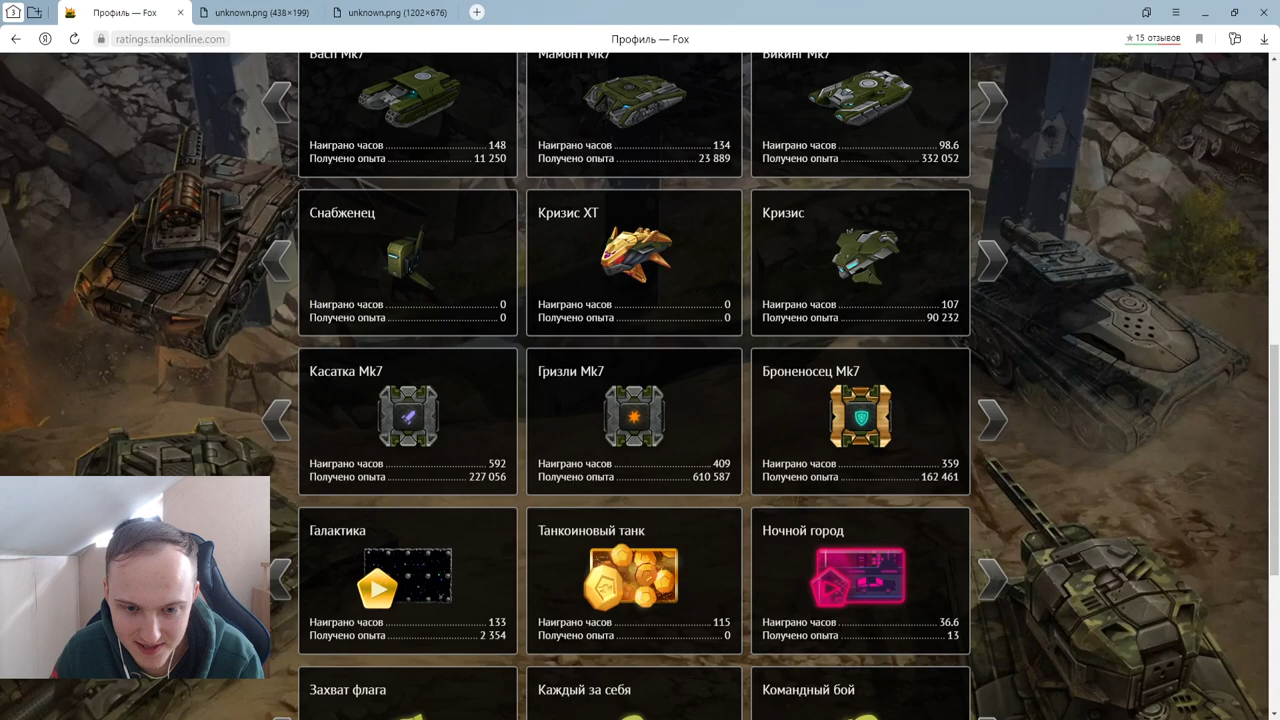 3
Профиль — Fox
unknown.png (438×199)
unknown.png (1202×676)
ratings.tankionline.com
Профиль — Fox
15 отзывов
Васп Mk7
Мамонт Mk7
Викинг Mk7
Наиграно часов 148
Получено опыта 11 250
Наиграно часов 134
Получено опыта 23 889
Наиграно часов 98.6
Получено опыта 332 052
Снабженец
Кризис XT
Кризис
Наиграно часов 0
Получено опыта 0
Наиграно часов 0
Получено опыта 0
Наиграно часов 107
Получено опыта 90 232
Касатка Mk7
Гризли Mk7
Броненосец Mk7
Наиграно часов 592
Получено опыта 227 056
Наиграно часов 409
Получено опыта 610 587
Наиграно часов 359
Получено опыта 162 461
Галактика
Танкоиновый танк
Ночной город
Наиграно часов 133
Получено опыта 2 354
Наиграно часов 115
Получено опыта 0
Наиграно часов 36.6
Получено опыта 13
Захват флага
Каждый за себя
Командный бой